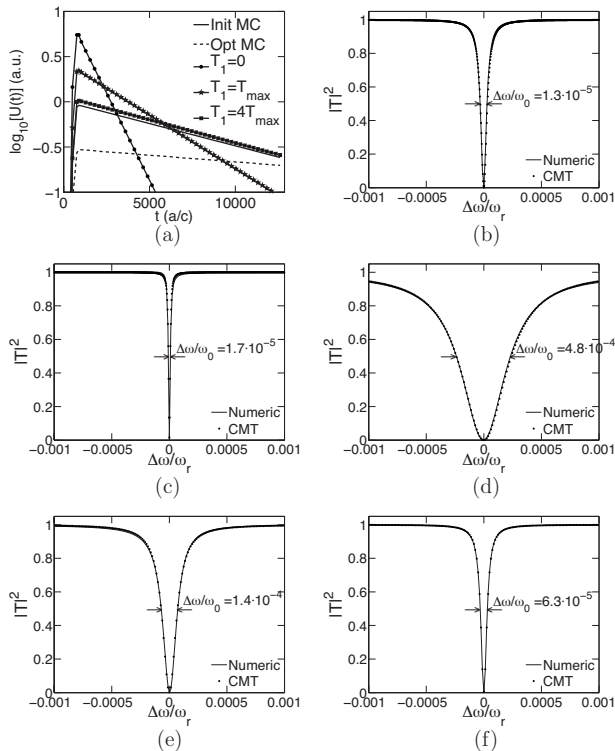 log₁₀[U(t)] (a.u.)
1
0.5
0
−0.5
−1
0
5000
10000
t (a/c)
Init MC
Opt MC
T₁=0
T₁=Tₘₐₓ
T₁=4Tₘₐₓ
(a)
|T|²
1
0.8
0.6
0.4
0.2
0
Δω/ω₀ =1.3·10⁻⁵
Numeric
CMT
−0.001 −0.0005 0 0.0005 0.001
Δω/ωᵣ
(b)
|T|²
1
0.8
0.6
0.4
0.2
0
Δω/ω₀ =1.7·10⁻⁵
Numeric
CMT
−0.001 −0.0005 0 0.0005 0.001
Δω/ωᵣ
(c)
|T|²
1
0.8
0.6
0.4
0.2
0
Δω/ω₀ =4.8·10⁻⁴
Numeric
CMT
−0.001 −0.0005 0 0.0005 0.001
Δω/ωᵣ
(d)
|T|²
1
0.8
0.6
0.4
0.2
0
Δω/ω₀ =1.4·10⁻⁴
Numeric
CMT
−0.001 −0.0005 0 0.0005 0.001
Δω/ωᵣ
(e)
|T|²
1
0.8
0.6
0.4
0.2
0
Δω/ω₀ =6.3·10⁻⁵
Numeric
CMT
−0.001 −0.0005 0 0.0005 0.001
Δω/ωᵣ
(f)